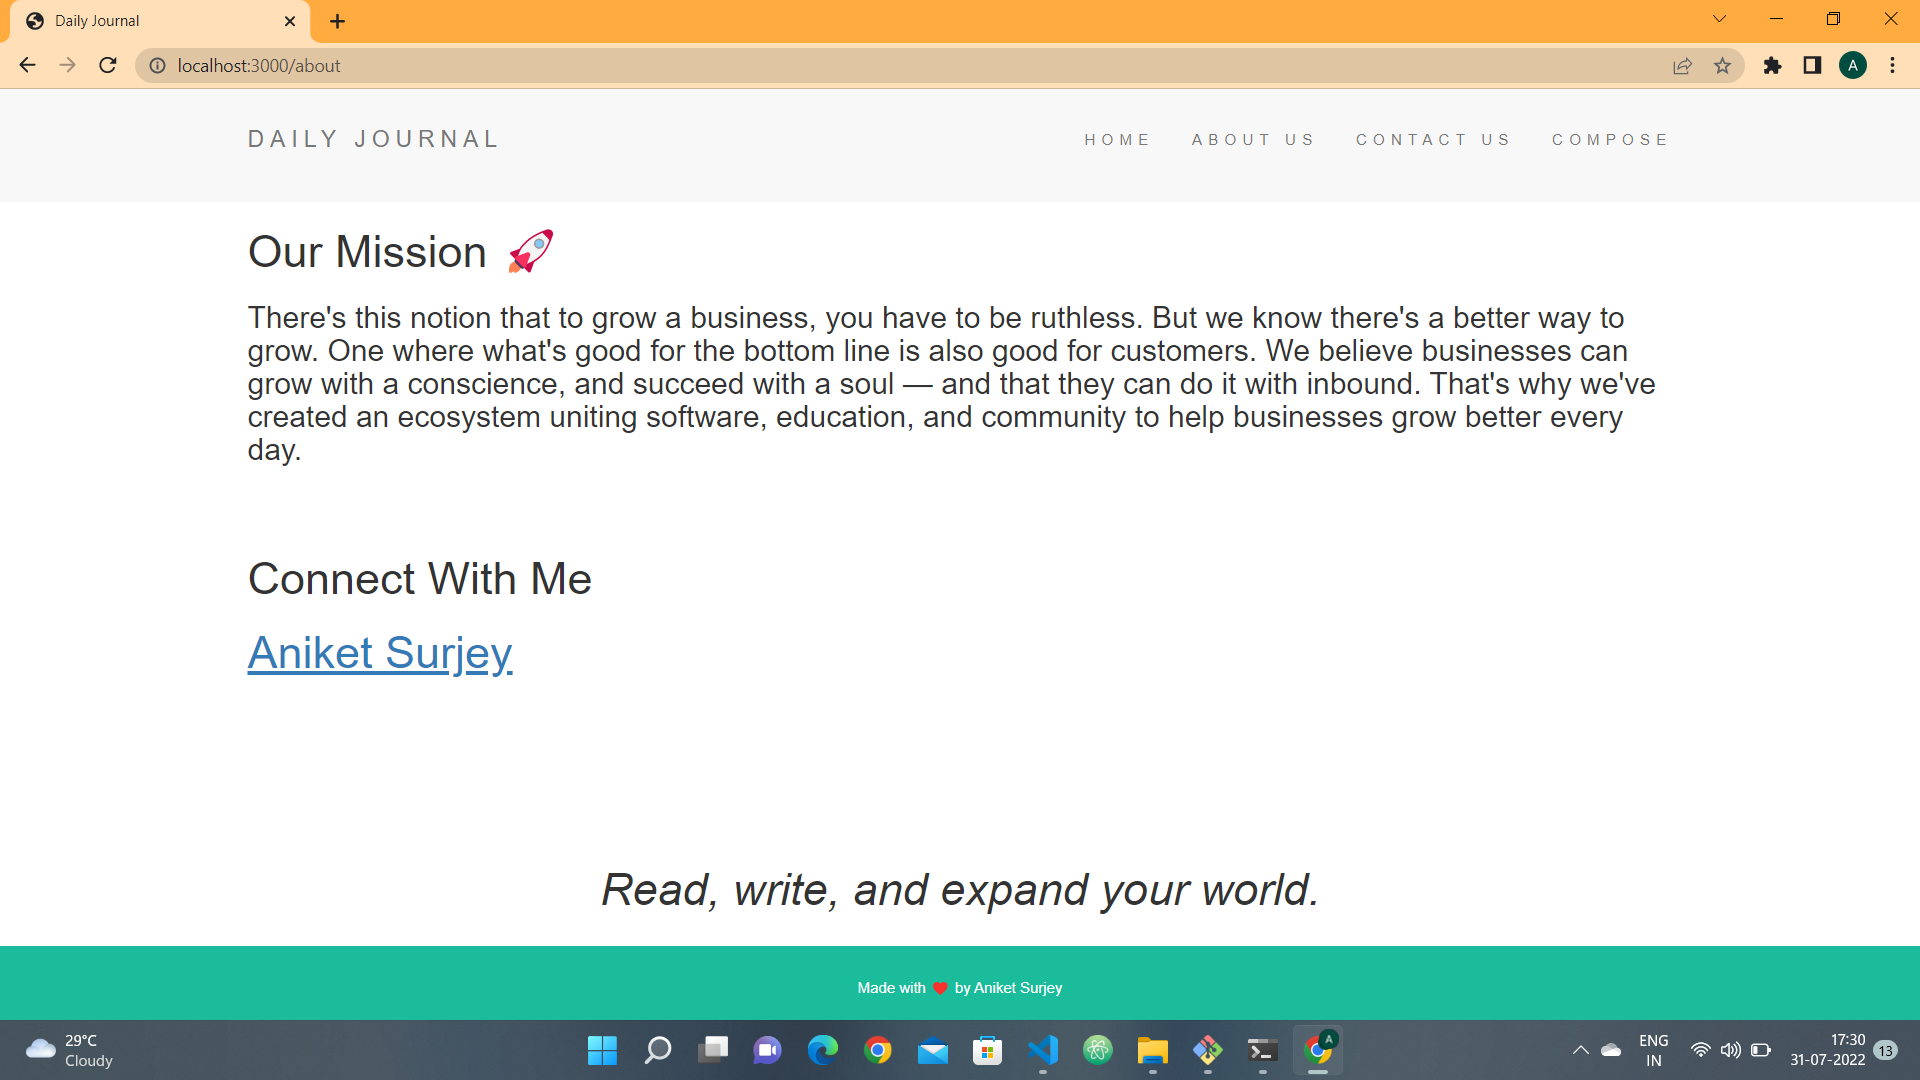 Daily Journal
localhost:3000/about
A
DAILY JOURNAL
HOME ABOUT US CONTACT US COMPOSE
Our Mission 🚀
There's this notion that to grow a business, you have to be ruthless. But we know there's a better way to
grow. One where what's good for the bottom line is also good for customers. We believe businesses can
grow with a conscience, and succeed with a soul — and that they can do it with inbound. That's why we've
created an ecosystem uniting software, education, and community to help businesses grow better every
day.
Connect With Me
Aniket Surjey
Read, write, and expand your world.
Made with ❤ by Aniket Surjey
29°C
Cloudy
A
ENG
IN
17:30
31-07-2022
13